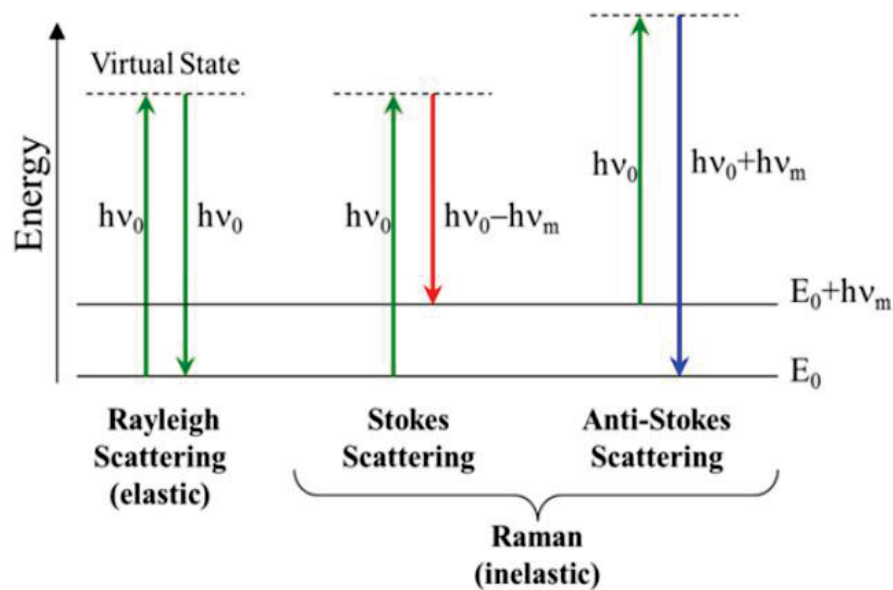 Energy
Virtual State
hν₀
hν₀
hν₀
hν₀–hνₘ
hν₀
hν₀+hνₘ
E₀+hνₘ
E₀
Rayleigh
Scattering
(elastic)
Stokes
Scattering
Anti-Stokes
Scattering
Raman
(inelastic)